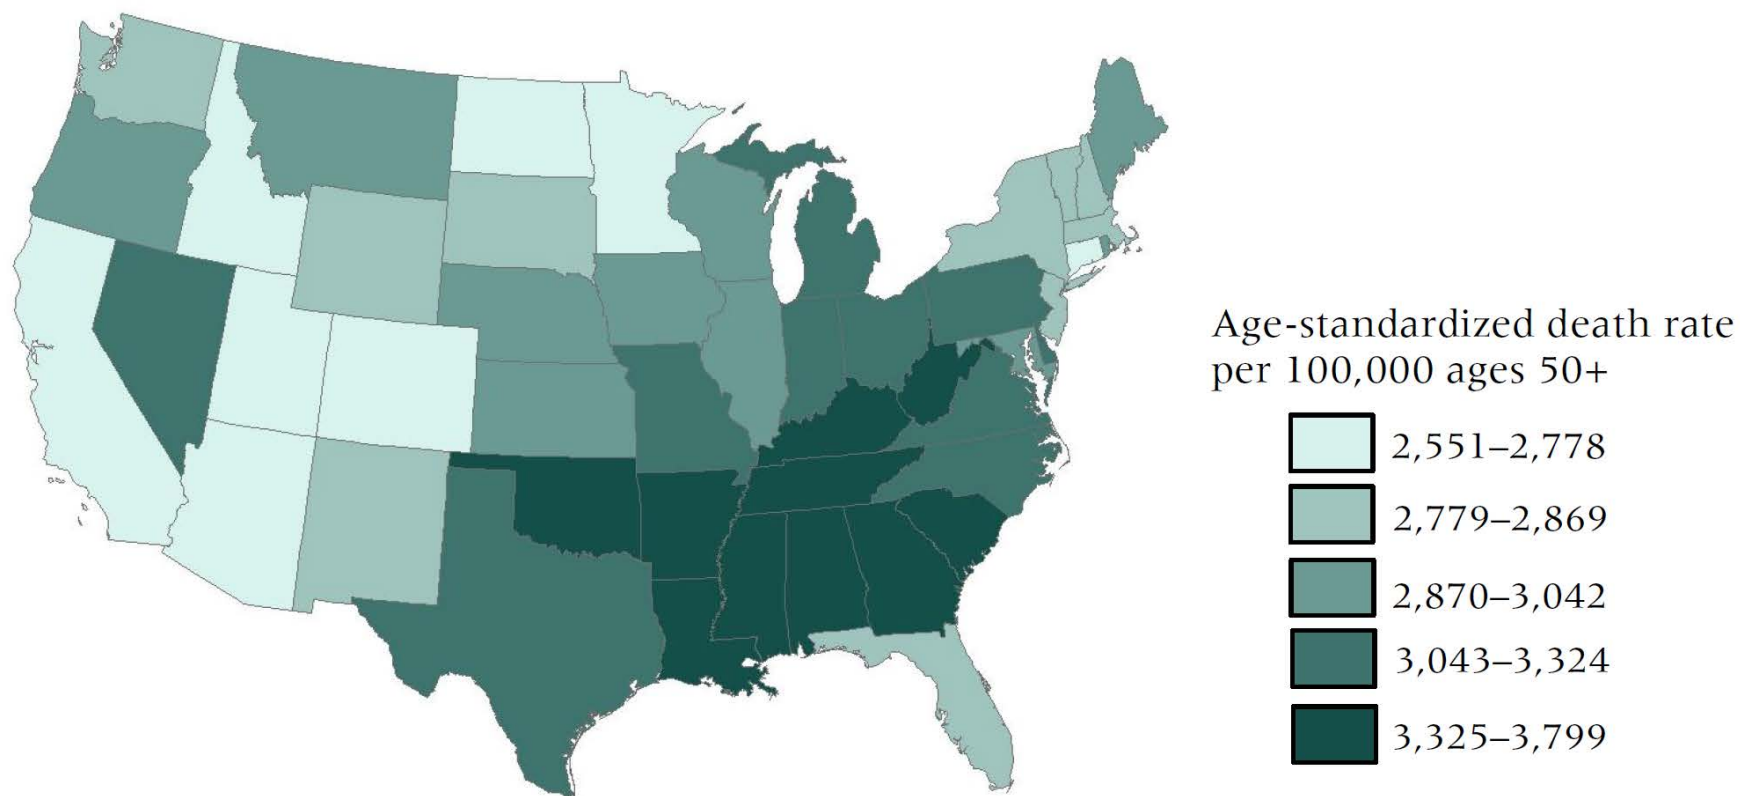 Age-standardized death rate
per 100,000 ages 50+
2,551–2,778
2,779–2,869
2,870–3,042
3,043–3,324
3,325–3,799